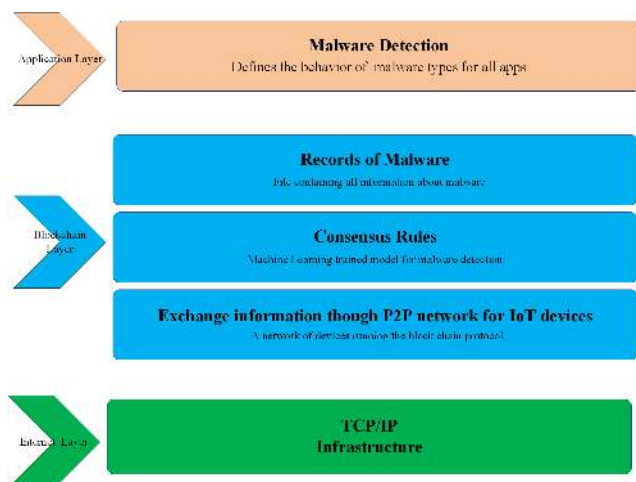 Application Layer
Malware Detection
Defines the behavior of malware types for all apps
Blockchain
Layer
Records of Malware
File containing all information about malware
Consensus Rules
Machine Learning trained model for malware detection
Exchange information though P2P network for IoT devices
A network of devices running the block chain protocol
Internet Layer
TCP/IP
Infrastructure